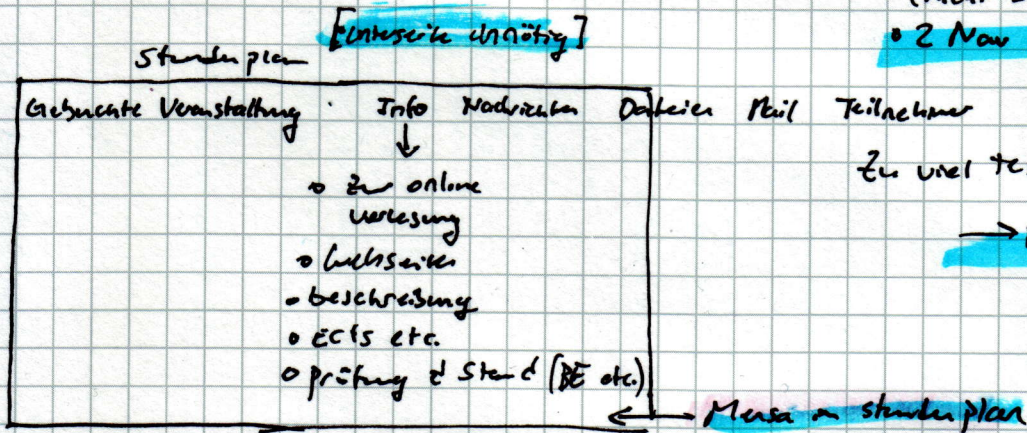 [Unterseite unnötig]
• 2 Nav
Stundenplan
Gebuchte Veranstaltung Info Nachrichten Dateien Mail Teilnehmer
↓
o Zur online
Vorlesung
Zu viel Te
→
o
• beschreibung
• ECTS etc.
o prüfung & Stand (BE etc.)
← Mensa in stundenplan